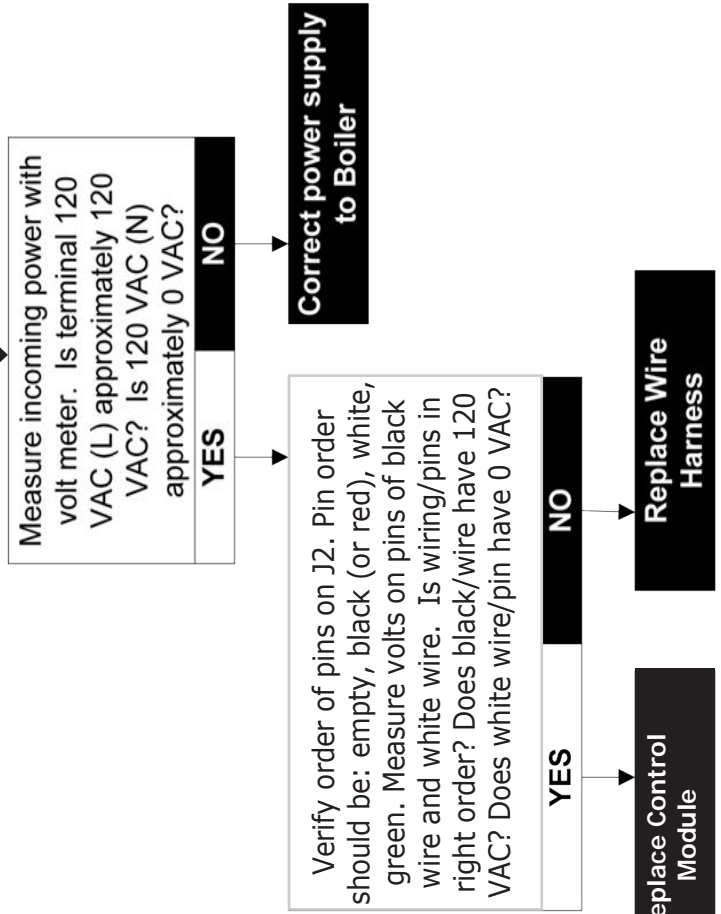 Measure incoming power with
volt meter. Is terminal 120
VAC (L) approximately 120
VAC? Is 120 VAC (N)
approximately 0 VAC?
YES
NO
Correct power supply
to Boiler
Verify order of pins on J2. Pin order
should be: empty, black (or red), white,
green. Measure volts on pins of black
wire and white wire. Is wiring/pins in
right order? Does black/wire have 120
VAC? Does white wire/pin have 0 VAC?
YES
NO
Replace Wire
Harness
eplace Control
Module